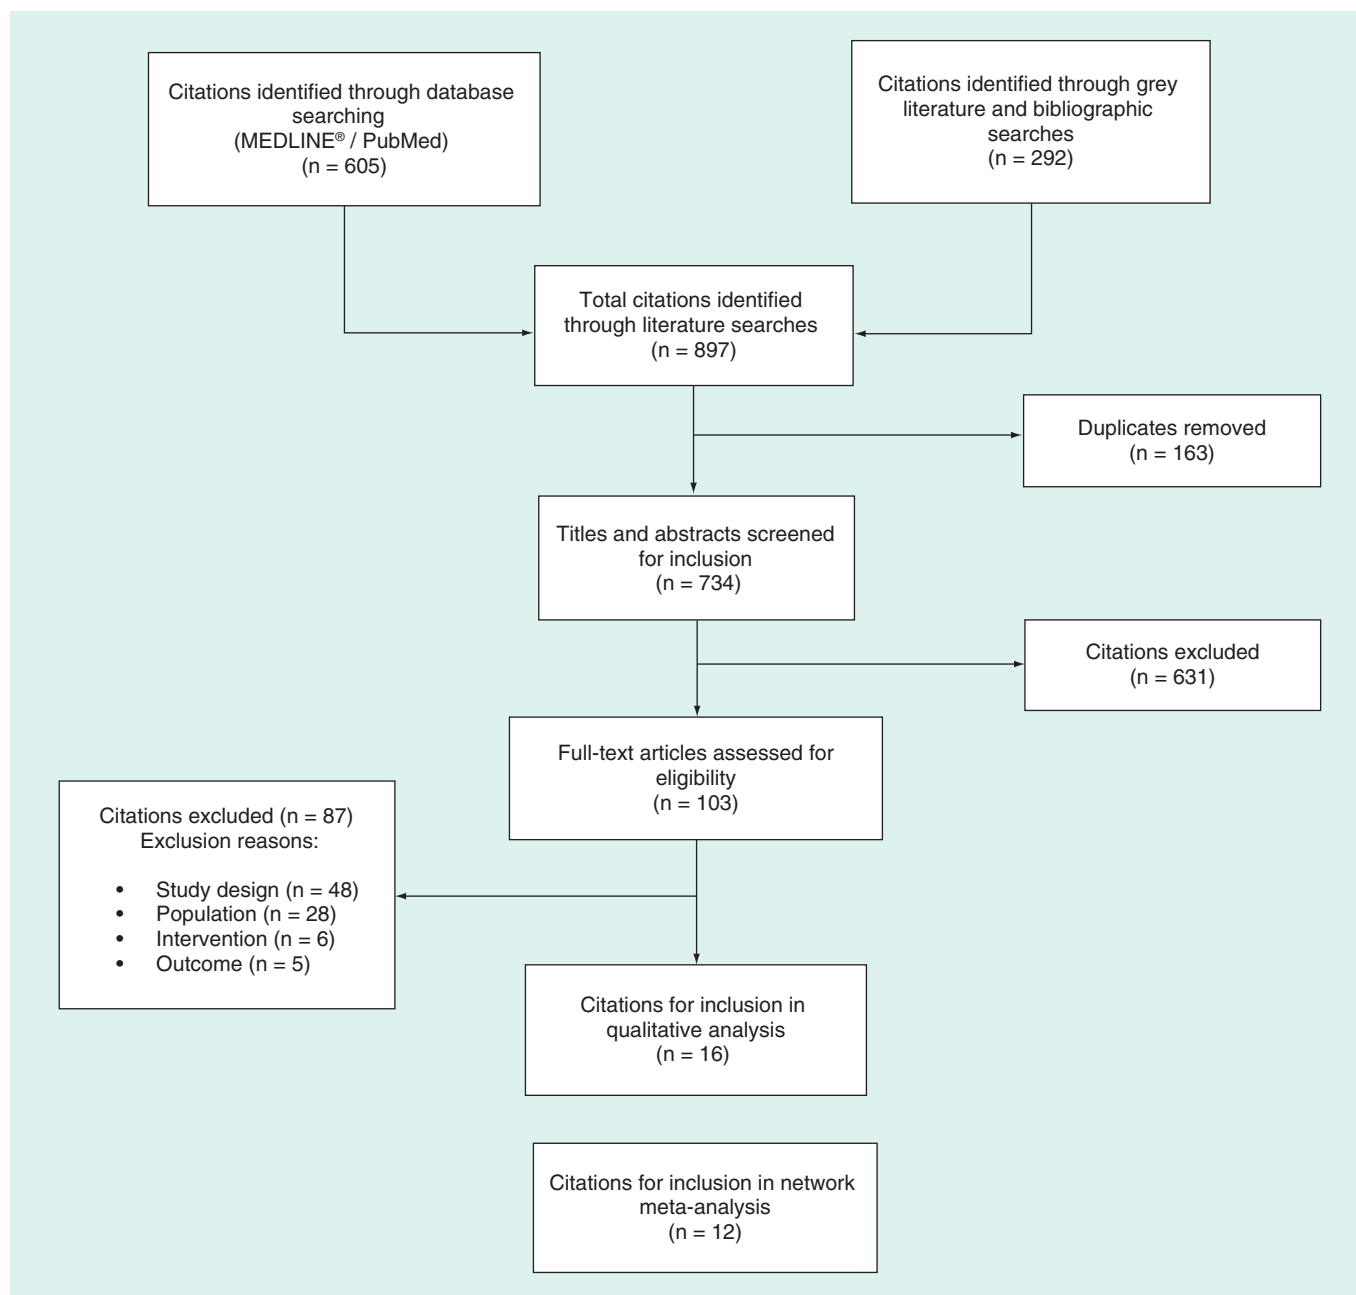 Citations identified through database
searching
(MEDLINE® / PubMed)
(n = 605)
Citations identified through grey
literature and bibliographic
searches
(n = 292)
Total citations identified
through literature searches
(n = 897)
Duplicates removed
(n = 163)
Titles and abstracts screened
for inclusion
(n = 734)
Citations excluded
(n = 631)
Full-text articles assessed for
eligibility
(n = 103)
Citations excluded (n = 87)
Exclusion reasons:
• Study design (n = 48)
• Population (n = 28)
• Intervention (n = 6)
• Outcome (n = 5)
Citations for inclusion in
qualitative analysis
(n = 16)
Citations for inclusion in network
meta-analysis
(n = 12)